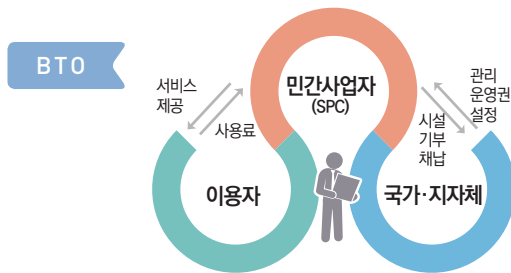 BTO
서비스
제공
사용료
민간사업자
(SPC)
관리
운영권
설정
시설
기부
채납
이용자
국가·지자체